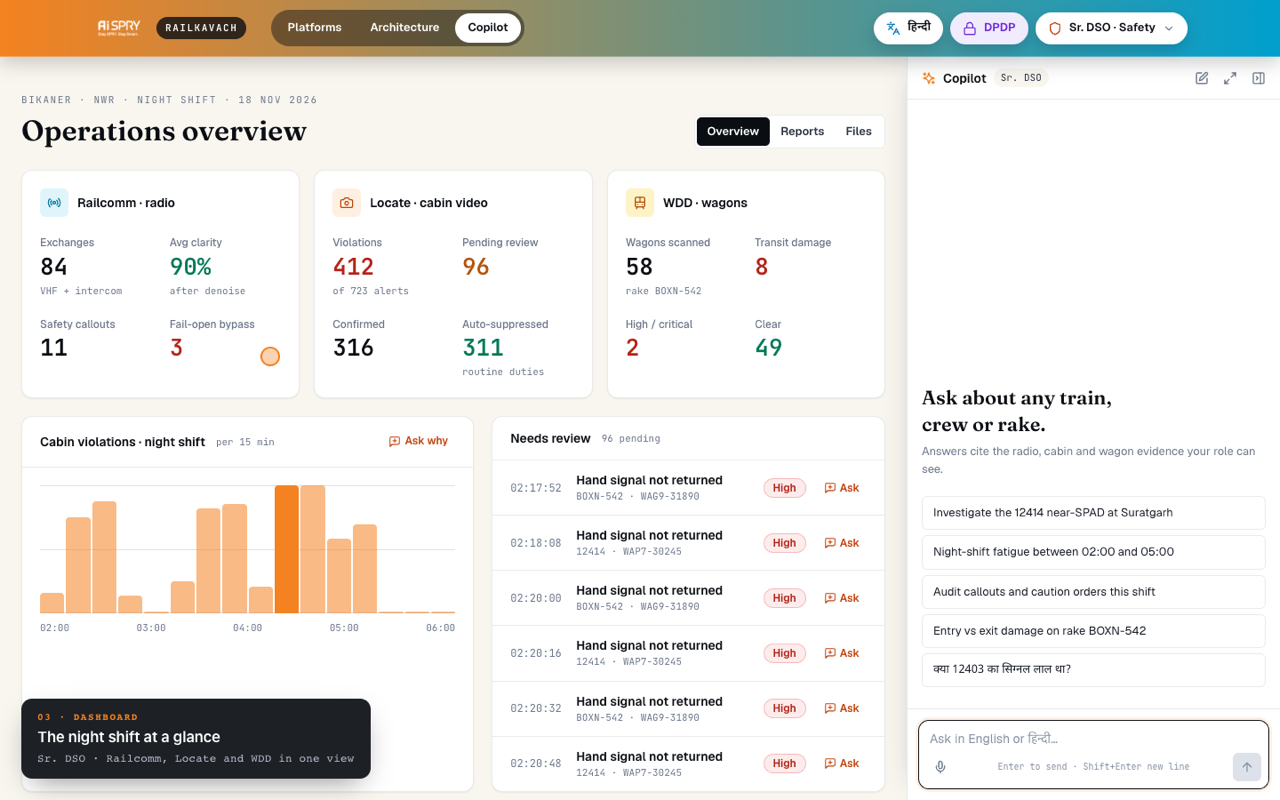 AiSPRY
RAILKAVACH
Platforms
Architecture
Copilot
हिन्दी
DPDP
Sr. DSO · Safety
BIKANER · NWR · NIGHT SHIFT · 18 NOV 2026
Operations overview
Overview
Reports
Files
Railcomm · radio
Exchanges
Avg clarity
84
90%
VHF + intercom
after denoise
Safety callouts
Fail-open bypass
11
3
Locate · cabin video
Violations
Pending review
412
96
of 723 alerts
Confirmed
Auto-suppressed
316
311
routine duties
WDD · wagons
Wagons scanned
Transit damage
58
8
rake BOXN-542
High / critical
Clear
2
49
Cabin violations · night shift per 15 min
Ask why
02:00 03:00 04:00 05:00 06:00
03 · DASHBOARD
The night shift at a glance
Sr. DSO · Railcomm, Locate and WDD in one view
Needs review 96 pending
02:17:52 Hand signal not returned High Ask
BOXN-542 · WAG9-31890
02:18:08 Hand signal not returned High Ask
12414 · WAP7-30245
02:20:00 Hand signal not returned High Ask
BOXN-542 · WAG9-31890
02:20:16 Hand signal not returned High Ask
12414 · WAP7-30245
02:20:32 Hand signal not returned High Ask
BOXN-542 · WAG9-31890
02:20:48 Hand signal not returned High Ask
12414 · WAP7-30245
Copilot Sr. DSO
Ask about any train,
crew or rake.
Answers cite the radio, cabin and wagon evidence your role can
see.
Investigate the 12414 near-SPAD at Suratgarh
Night-shift fatigue between 02:00 and 05:00
Audit callouts and caution orders this shift
Entry vs exit damage on rake BOXN-542
क्या 12403 का सिग्नल लाल था?
Ask in English or हिन्दी…
Enter to send · Shift+Enter new line